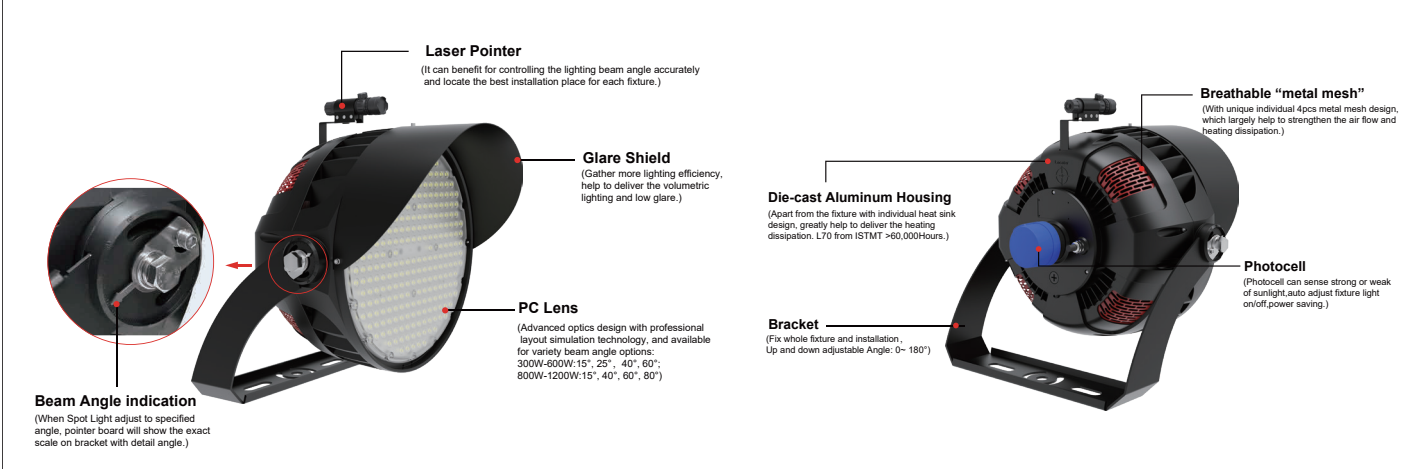 Laser Pointer
(It can benefit for controlling the lighting beam angle accurately
and locate the best installation place for each fixture.)
Glare Shield
(Gather more lighting efficiency,
help to deliver the volumetric
lighting and low glare.)
PC Lens
(Advanced optics design with professional
layout simulation technology, and available
for variety beam angle options:
300W-600W:15°, 25°, 40°, 60°;
800W-1200W:15°, 40°, 60°, 80°)
Beam Angle indication
(When Spot Light adjust to specified
angle, pointer board will show the exact
scale on bracket with detail angle.)
Breathable “metal mesh”
(With unique individual 4pcs metal mesh design,
which largely help to strengthen the air flow and
heating dissipation.)
Die-cast Aluminum Housing
(Apart from the fixture with individual heat sink
design, greatly help to deliver the heating
dissipation. L70 from ISTMT >60,000Hours.)
Photocell
(Photocell can sense strong or weak
of sunlight,auto adjust fixture light
on/off,power saving.)
Bracket
(Fix whole fixture and installation,
Up and down adjustable Angle: 0~ 180°)